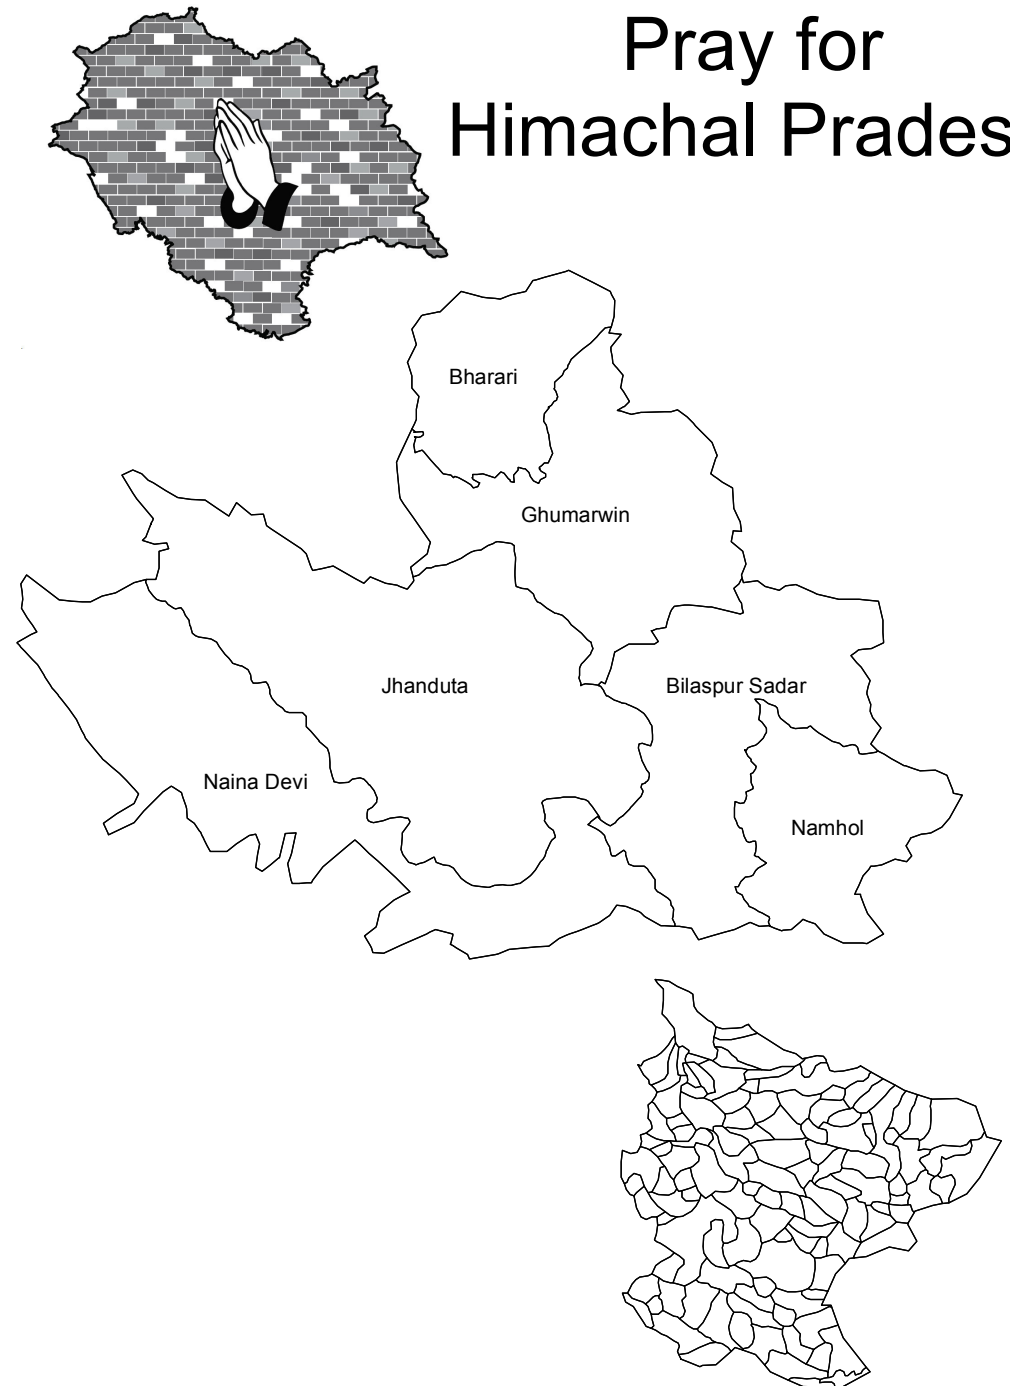 Pray for
Himachal Prades
Bharari
Ghumarwin
Jhanduta
Bilaspur Sadar
Naina Devi
Namhol